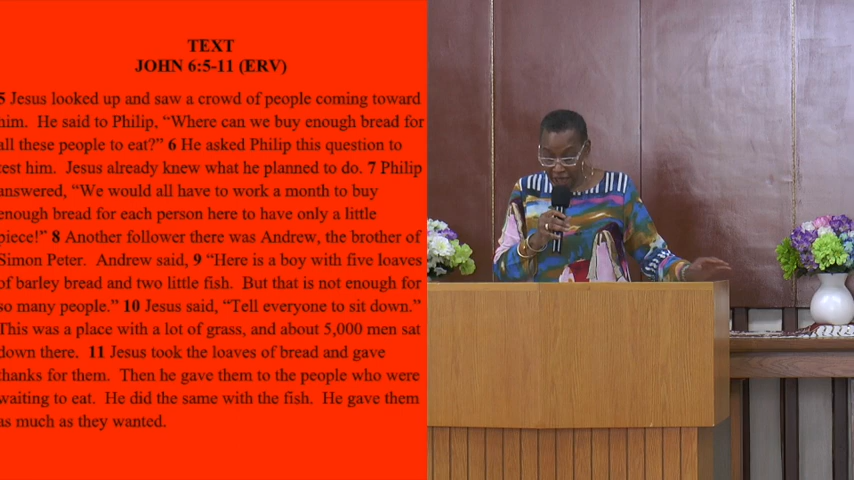 TEXT
JOHN 6:5-11 (ERV)
5 Jesus looked up and saw a crowd of people coming toward
him.  He said to Philip, “Where can we buy enough bread for
all these people to eat?” 6 He asked Philip this question to
test him.  Jesus already knew what he planned to do. 7 Philip
answered, “We would all have to work a month to buy
enough bread for each person here to have only a little
piece!” 8 Another follower there was Andrew, the brother of
Simon Peter.  Andrew said, 9 “Here is a boy with five loaves
of barley bread and two little fish.  But that is not enough for
so many people.” 10 Jesus said, “Tell everyone to sit down.”
This was a place with a lot of grass, and about 5,000 men sat
down there.  11 Jesus took the loaves of bread and gave
thanks for them.  Then he gave them to the people who were
waiting to eat.  He did the same with the fish.  He gave them
as much as they wanted.